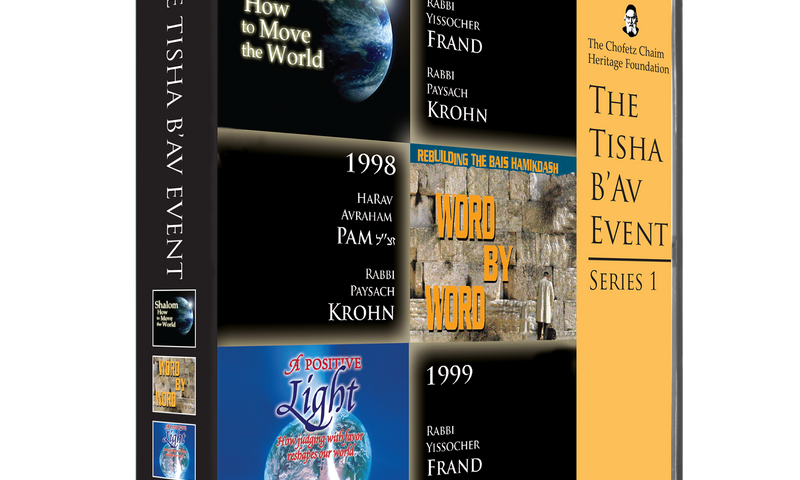 E TISHA B'AV EVENT
Shalom
How
to Move
the World
WORD
BY
WORD
A POSITIVE
Light
How
to Move
the World
RABBI
YISSOCHER
FRAND
RABBI
PAYSACH
KROHN
1998
HARAV
AVRAHAM
PAM זצ"ל
RABBI
PAYSACH
KROHN
REBUILDING THE BAIS HAMIKDASH
WORD
BY
WORD
A POSITIVE
Light
How judging with favor
reshapes our world
1999
RABBI
YISSOCHER
FRAND
The Chofetz Chaim
Heritage Foundation
THE
TISHA
B'AV
EVENT
SERIES 1